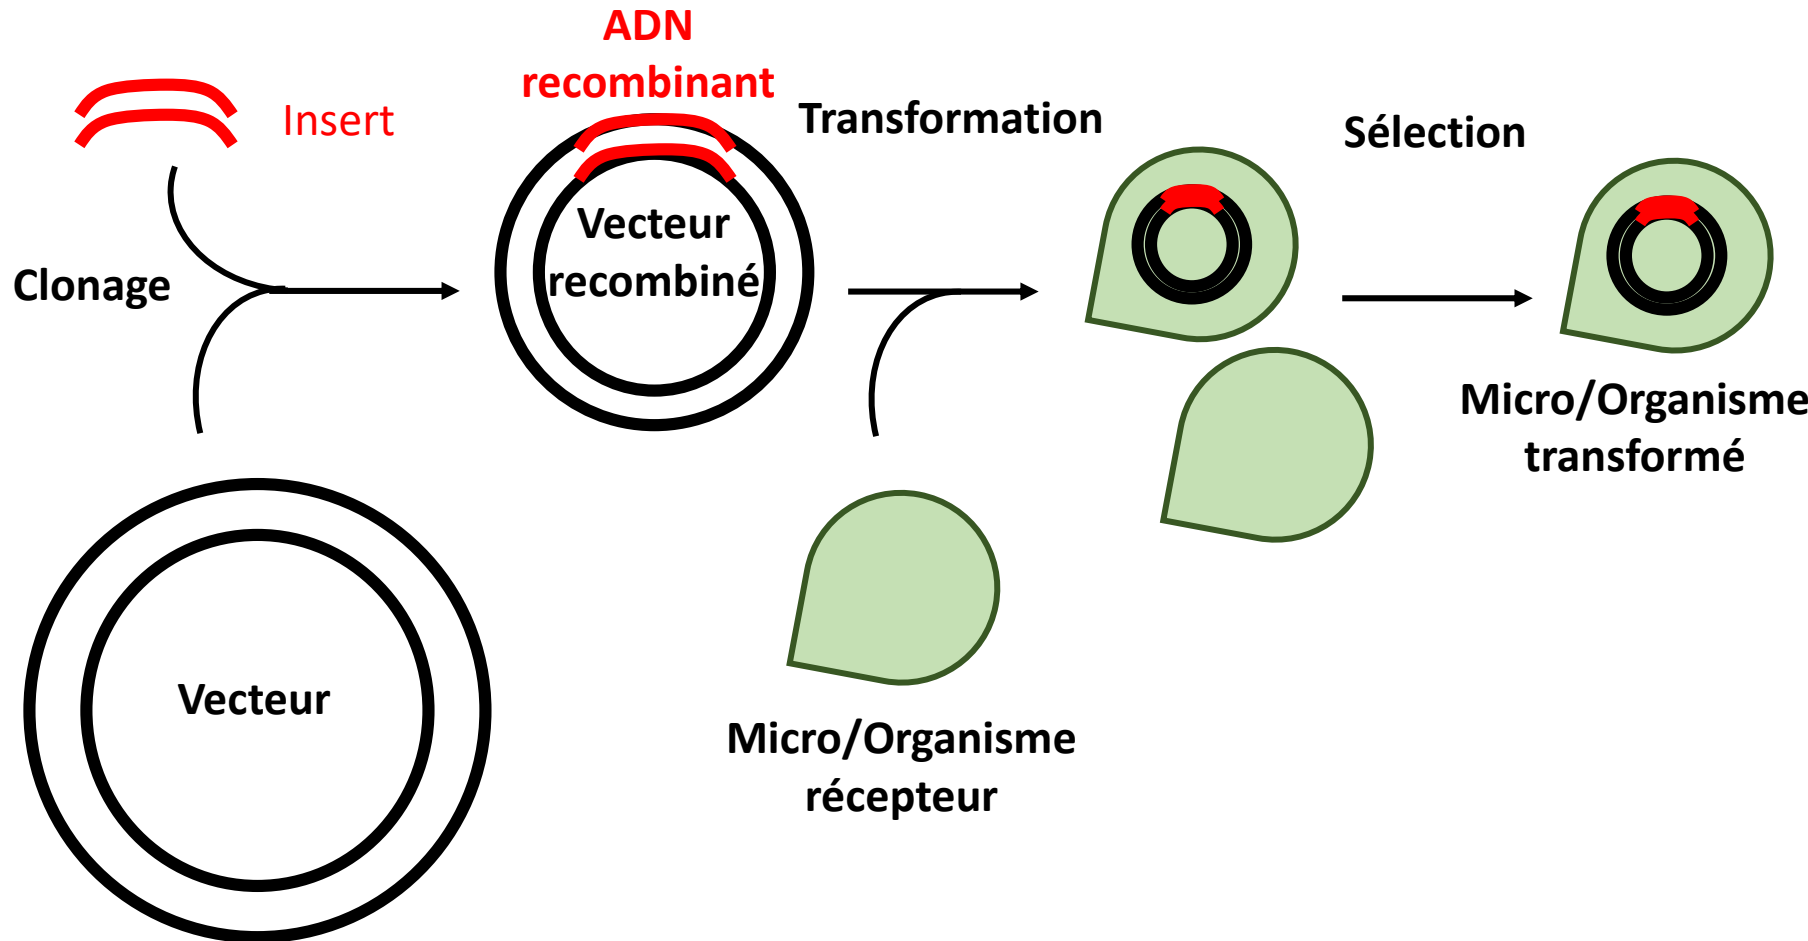 ADN
recombinant
Insert
Transformation
Sélection
Clonage
Vecteur
recombiné
Micro/Organisme
transformé
Vecteur
Micro/Organisme
récepteur